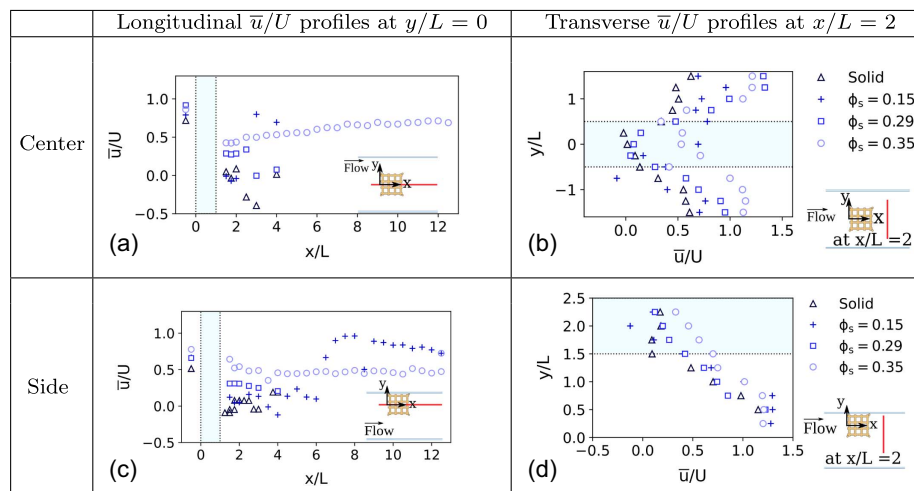 Longitudinal u̅/U profiles at y/L = 0
Transverse u̅/U profiles at x/L = 2
Center
u̅/U
1.0
0.5
0.0
−0.5
0 2 4 6 8 10 12
x/L
(a)
Flow
y
x
y/L
1
0
−1
0.0 0.5 1.0 1.5
u̅/U
(b)
Solid
ϕs = 0.15
ϕs = 0.29
ϕs = 0.35
Flow
y
x
at x/L =2
Side
u̅/U
1.0
0.5
0.0
−0.5
0 2 4 6 8 10 12
x/L
(c)
Flow
y
x
y/L
2.5
2.0
1.5
1.0
0.5
0.0
0.0 0.5 1.0 1.5
u̅/U
(d)
Solid
ϕs = 0.15
ϕs = 0.29
ϕs = 0.35
Flow
y
x
at x/L =2